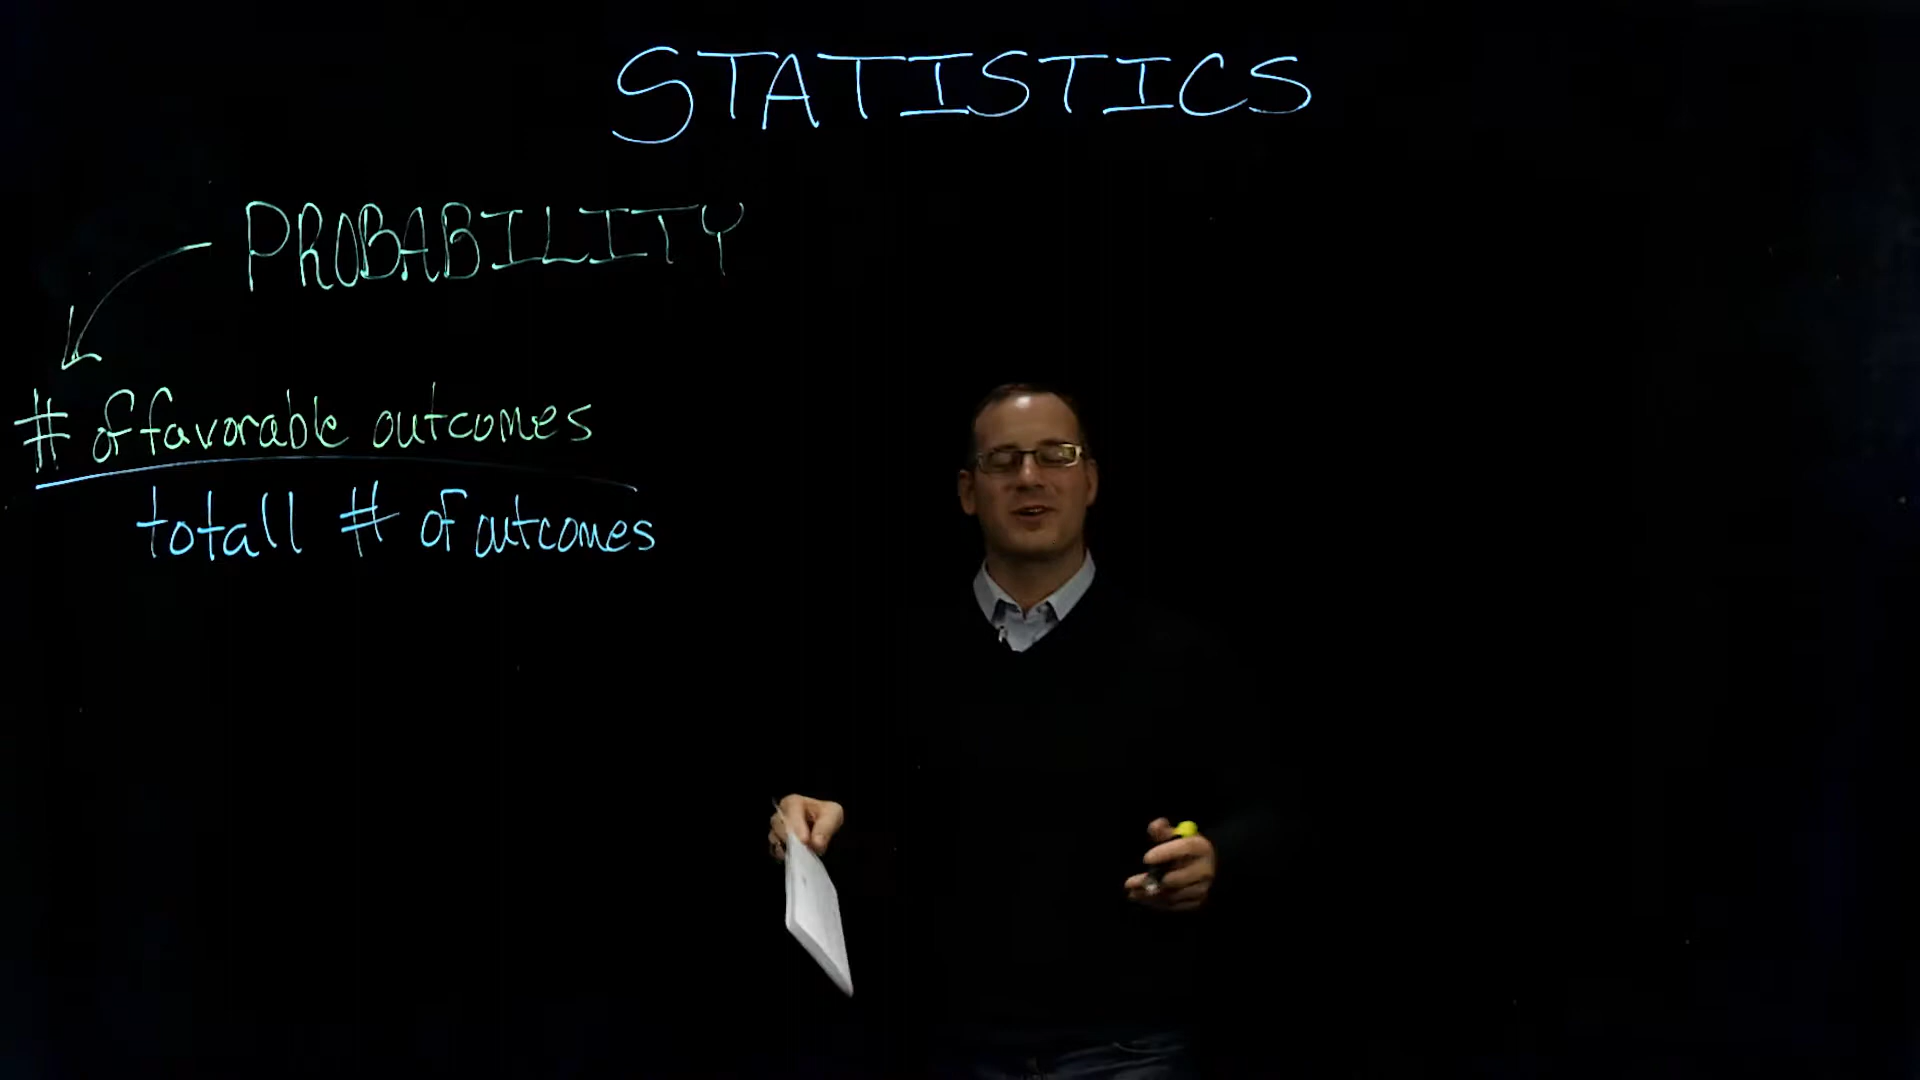 STATISTICS
PROBABILITY
# of favorable outcomes
totall # of outcomes